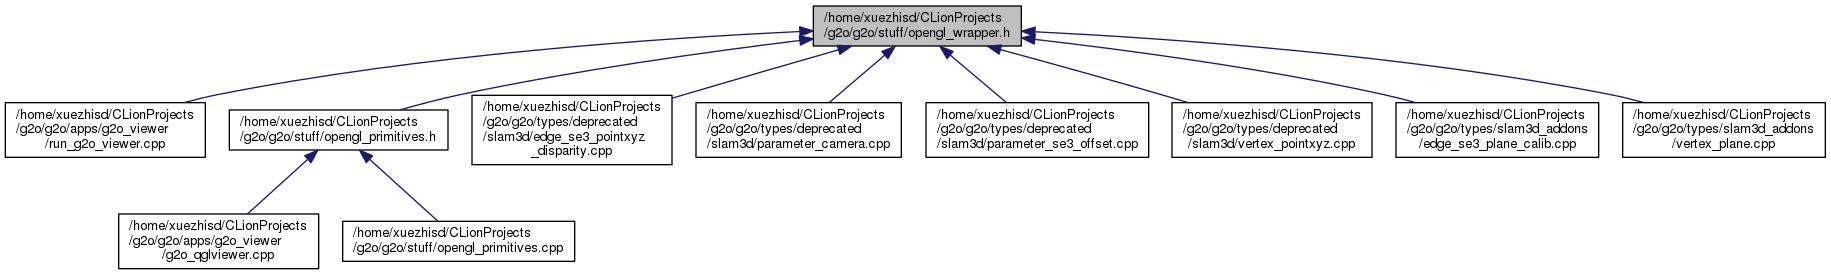 /home/xuezhisd/CLionProjects
/g2o/g2o/stuff/opengl_wrapper.h
/home/xuezhisd/CLionProjects
/g2o/g2o/apps/g2o_viewer
/run_g2o_viewer.cpp
/home/xuezhisd/CLionProjects
/g2o/g2o/stuff/opengl_primitives.h
/home/xuezhisd/CLionProjects
/g2o/g2o/types/deprecated
/slam3d/edge_se3_pointxyz
_disparity.cpp
/home/xuezhisd/CLionProjects
/g2o/g2o/types/deprecated
/slam3d/parameter_camera.cpp
/home/xuezhisd/CLionProjects
/g2o/g2o/types/deprecated
/slam3d/parameter_se3_offset.cpp
/home/xuezhisd/CLionProjects
/g2o/g2o/types/deprecated
/slam3d/vertex_pointxyz.cpp
/home/xuezhisd/CLionProjects
/g2o/g2o/types/slam3d_addons
/edge_se3_plane_calib.cpp
/home/xuezhisd/CLionProjects
/g2o/g2o/types/slam3d_addons
/vertex_plane.cpp
/home/xuezhisd/CLionProjects
/g2o/g2o/apps/g2o_viewer
/g2o_qglviewer.cpp
/home/xuezhisd/CLionProjects
/g2o/g2o/stuff/opengl_primitives.cpp